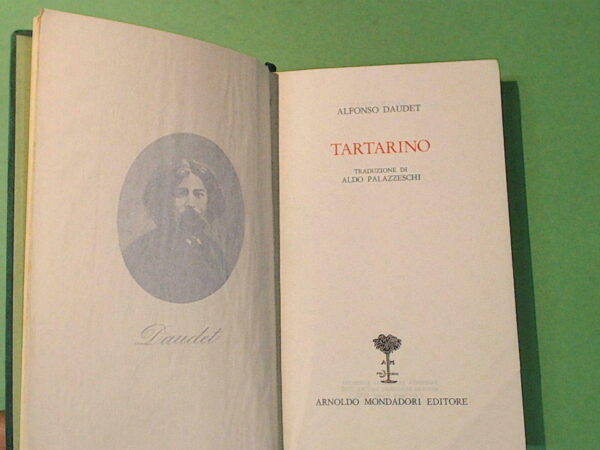 Daudet
ALFONSO DAUDET
TARTARINO
TRADUZIONE DI
ALDO PALAZZESCHI
A M
ARNOLDO MONDADORI EDITORE